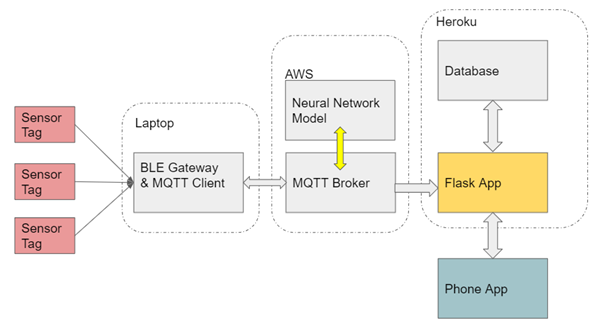 Sensor
Tag
Sensor
Tag
Sensor
Tag
Laptop
BLE Gateway
& MQTT Client
AWS
Neural Network
Model
MQTT Broker
Heroku
Database
Flask App
Phone App